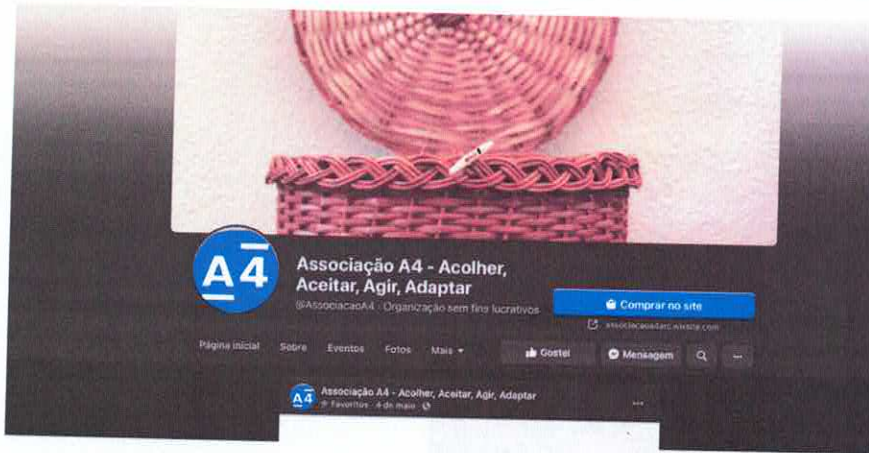 A4
Associação A4 - Acolher,
Aceitar, Agir, Adaptar
@AssociacaoA4 · Organização sem fins lucrativos
Comprar no site
Página inicial
Sobre
Eventos
Fotos
Mais
Gostei
Mensagem
A4
Associação A4 - Acolher, Aceitar, Agir, Adaptar
Favoritos · 4 de maio